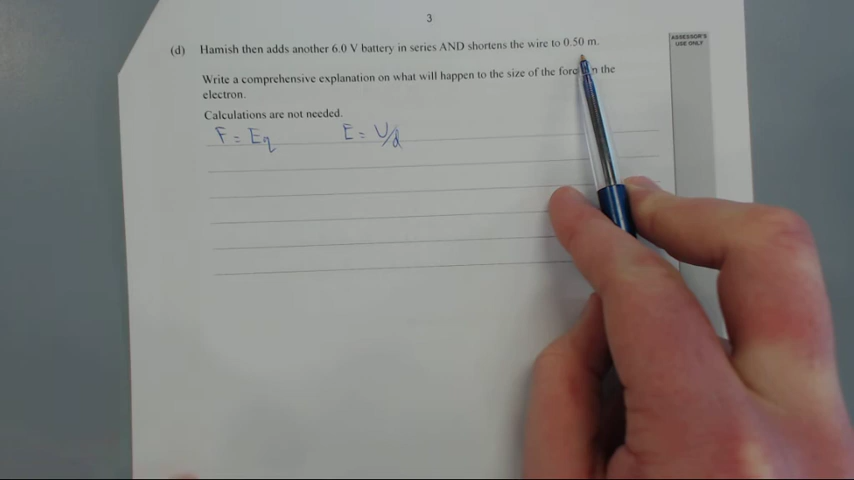 3
(d) Hamish then adds another 6.0 V battery in series AND shortens the wire to 0.50 m.
ASSESSOR'S
USE ONLY
Write a comprehensive explanation on what will happen to the size of the in the
electron.
Calculations are not needed.
F = Eq E = V/d